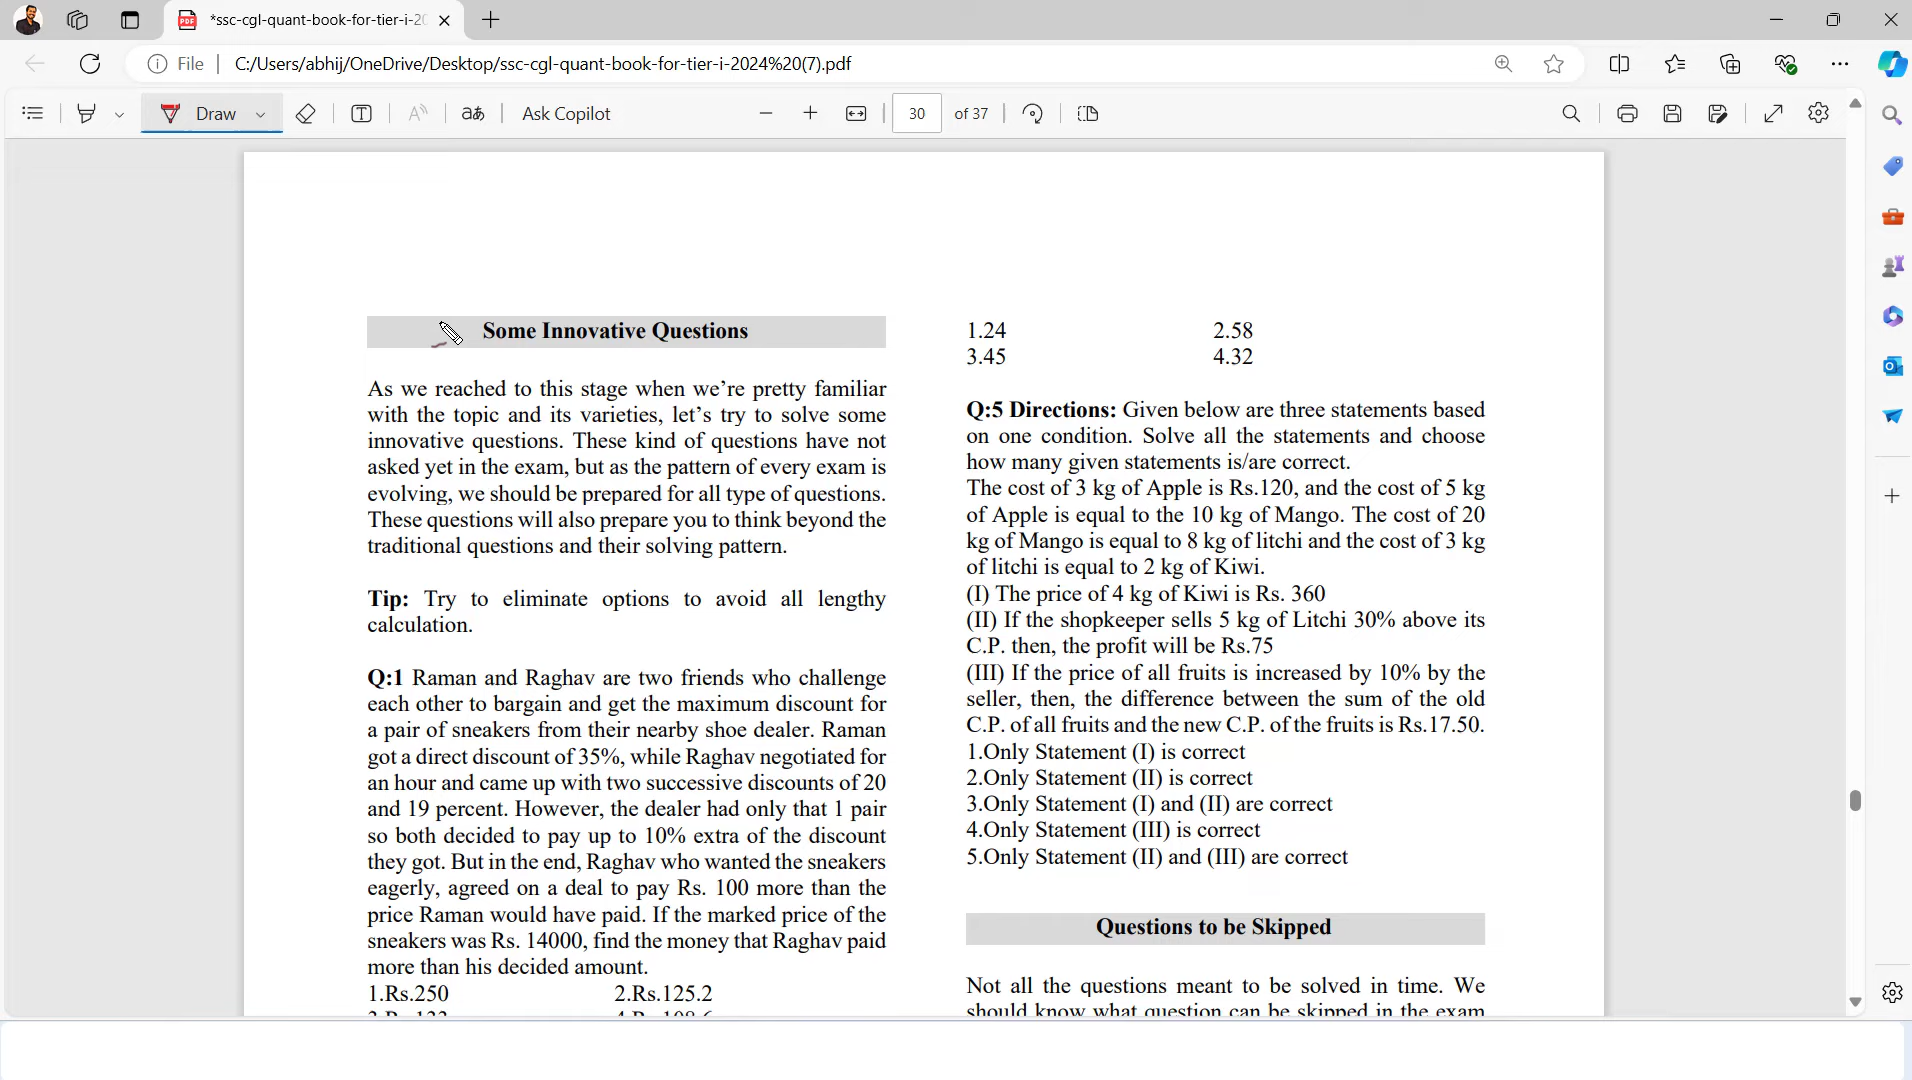 *ssc-cgl-quant-book-for-tier-i-20
File
C:/Users/abhij/OneDrive/Desktop/ssc-cgl-quant-book-for-tier-i-2024%20(7).pdf
Draw
Ask Copilot
30 of 37
Some Innovative Questions
As we reached to this stage when we’re pretty familiar
with the topic and its varieties, let’s try to solve some
innovative questions. These kind of questions have not
asked yet in the exam, but as the pattern of every exam is
evolving, we should be prepared for all type of questions.
These questions will also prepare you to think beyond the
traditional questions and their solving pattern.
Tip: Try to eliminate options to avoid all lengthy
calculation.
Q:1 Raman and Raghav are two friends who challenge
each other to bargain and get the maximum discount for
a pair of sneakers from their nearby shoe dealer. Raman
got a direct discount of 35%, while Raghav negotiated for
an hour and came up with two successive discounts of 20
and 19 percent. However, the dealer had only that 1 pair
so both decided to pay up to 10% extra of the discount
they got. But in the end, Raghav who wanted the sneakers
eagerly, agreed on a deal to pay Rs. 100 more than the
price Raman would have paid. If the marked price of the
sneakers was Rs. 14000, find the money that Raghav paid
more than his decided amount.
1.Rs.250 2.Rs.125.2
1.24 2.58
3.45 4.32
Q:5 Directions: Given below are three statements based
on one condition. Solve all the statements and choose
how many given statements is/are correct.
The cost of 3 kg of Apple is Rs.120, and the cost of 5 kg
of Apple is equal to the 10 kg of Mango. The cost of 20
kg of Mango is equal to 8 kg of litchi and the cost of 3 kg
of litchi is equal to 2 kg of Kiwi.
(I) The price of 4 kg of Kiwi is Rs. 360
(II) If the shopkeeper sells 5 kg of Litchi 30% above its
C.P. then, the profit will be Rs.75
(III) If the price of all fruits is increased by 10% by the
seller, then, the difference between the sum of the old
C.P. of all fruits and the new C.P. of the fruits is Rs.17.50.
1.Only Statement (I) is correct
2.Only Statement (II) is correct
3.Only Statement (I) and (II) are correct
4.Only Statement (III) is correct
5.Only Statement (II) and (III) are correct
Questions to be Skipped
Not all the questions meant to be solved in time. We
should know what question can be skipped in the exam